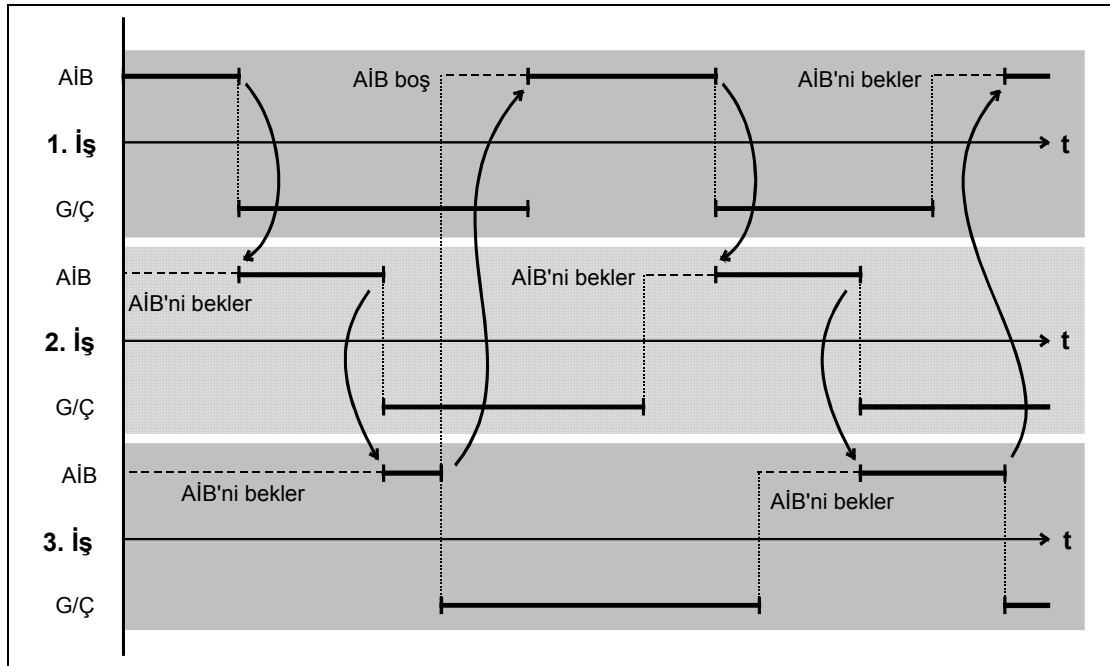 AİB
AİB boş
AİB'ni bekler
1. İş
t
G/Ç
AİB
AİB'ni bekler
AİB'ni bekler
2. İş
t
G/Ç
AİB
AİB'ni bekler
AİB'ni bekler
3. İş
t
G/Ç